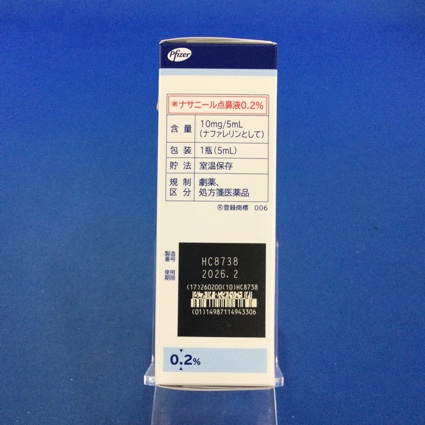 Pfizer
※ナサニール点鼻液0.2%
含量 10mg/5mL
(ナファレリンとして)
包装 1瓶(5mL)
貯法 室温保存
規制
区分 劇薬、
処方箋医薬品
®登録商標 006
製造
番号 HC8738
使用
期限 2026.2
(17)260200(10)HC8738
(01)14987114943306
0.2%